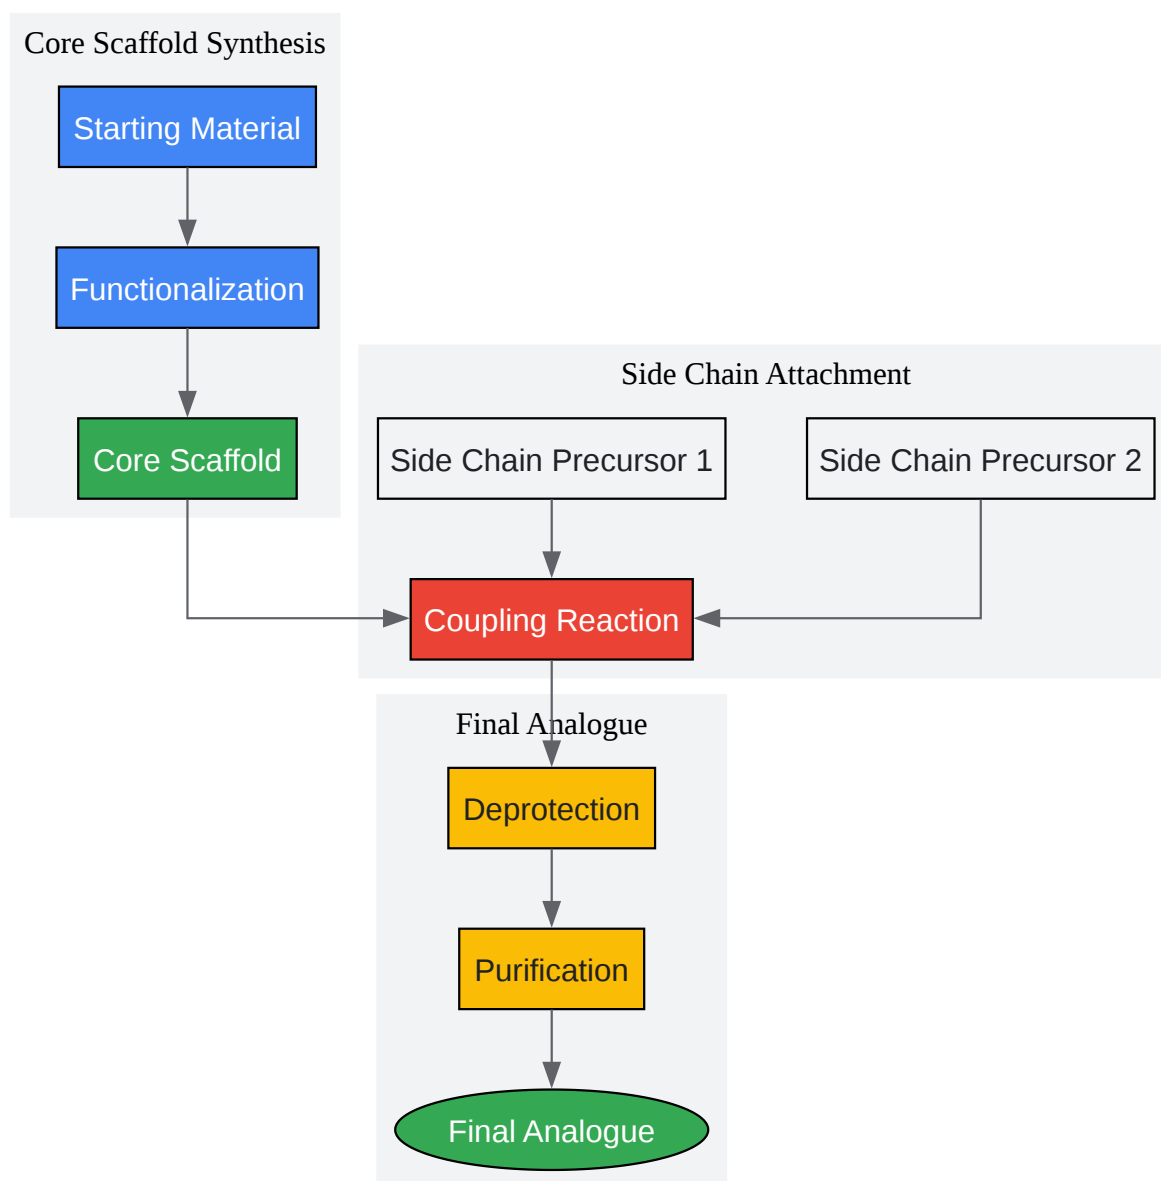 Core Scaffold Synthesis
Starting Material
Functionalization
Core Scaffold
Side Chain Attachment
Side Chain Precursor 1
Side Chain Precursor 2
Coupling Reaction
Final Analogue
Deprotection
Purification
Final Analogue